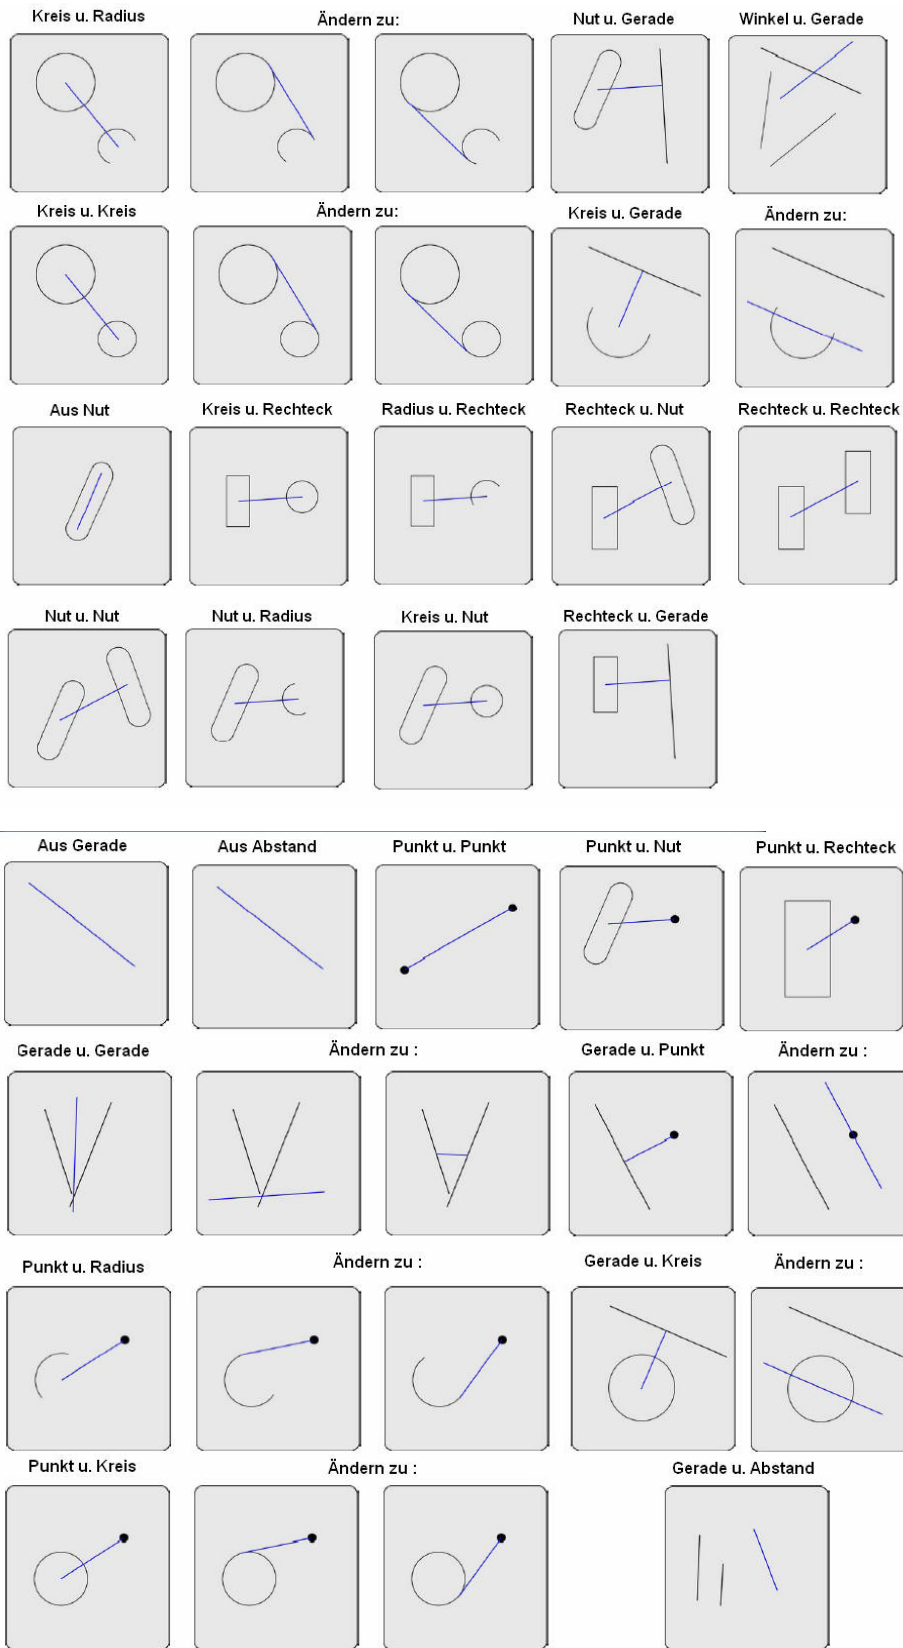 Kreis u. Radius
Ändern zu:
Nut u. Gerade
Winkel u. Gerade
Kreis u. Kreis
Ändern zu:
Kreis u. Gerade
Ändern zu:
Aus Nut
Kreis u. Rechteck
Radius u. Rechteck
Rechteck u. Nut
Rechteck u. Rechteck
Nut u. Nut
Nut u. Radius
Kreis u. Nut
Rechteck u. Gerade
Aus Gerade
Aus Abstand
Punkt u. Punkt
Punkt u. Nut
Punkt u. Rechteck
Gerade u. Gerade
Ändern zu :
Gerade u. Punkt
Ändern zu :
Punkt u. Radius
Ändern zu :
Gerade u. Kreis
Ändern zu :
Punkt u. Kreis
Ändern zu :
Gerade u. Abstand